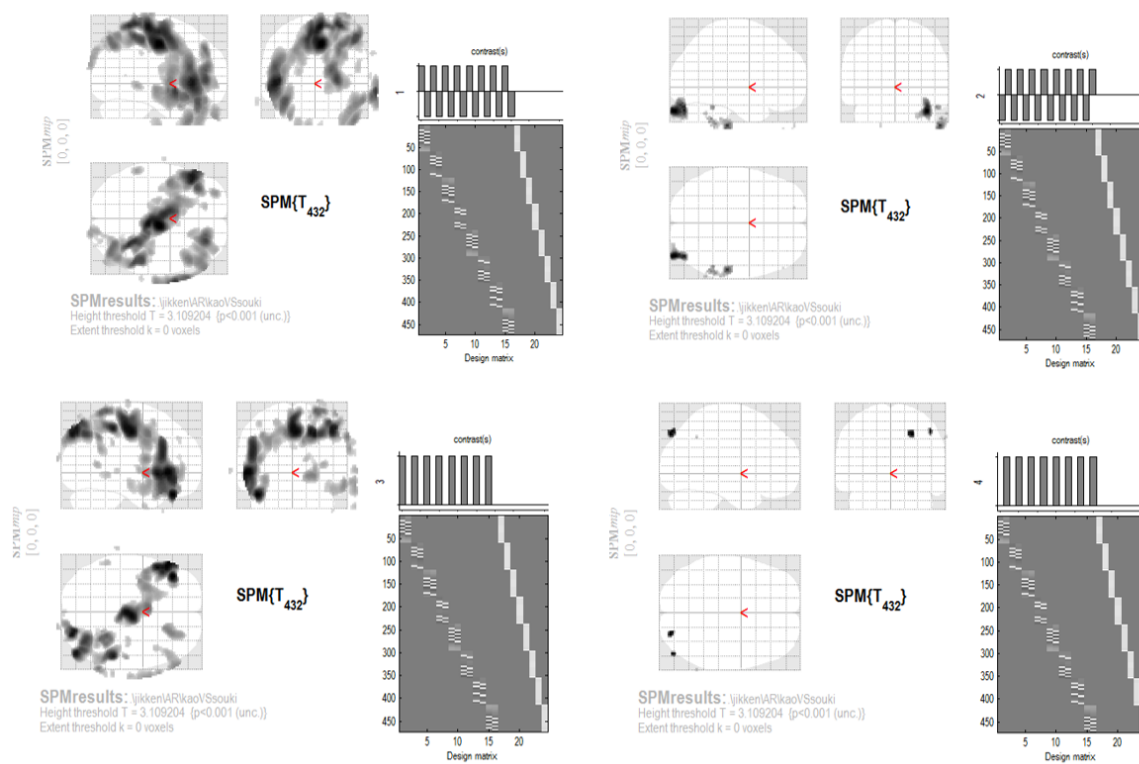 contrast(s)
1
SPMmip
[0, 0, 0]
SPM{T432}
SPMresults: .\jikken\AR\kaoVSsouki
Height threshold T = 3.109204 {p<0.001 (unc.)}
Extent threshold k = 0 voxels
50
100
150
200
250
300
350
400
450
5 10 15 20
Design matrix
contrast(s)
2
SPMmip
[0, 0, 0]
SPM{T432}
SPMresults: .\jikken\AR\kaoVSsouki
Height threshold T = 3.109204 {p<0.001 (unc.)}
Extent threshold k = 0 voxels
50
100
150
200
250
300
350
400
450
5 10 15 20
Design matrix
contrast(s)
3
SPMmip
[0, 0, 0]
SPM{T432}
SPMresults: .\jikken\AR\kaoVSsouki
Height threshold T = 3.109204 {p<0.001 (unc.)}
Extent threshold k = 0 voxels
50
100
150
200
250
300
350
400
450
5 10 15 20
Design matrix
contrast(s)
4
SPMmip
[0, 0, 0]
SPM{T432}
SPMresults: .\jikken\AR\kaoVSsouki
Height threshold T = 3.109204 {p<0.001 (unc.)}
Extent threshold k = 0 voxels
50
100
150
200
250
300
350
400
450
5 10 15 20
Design matrix